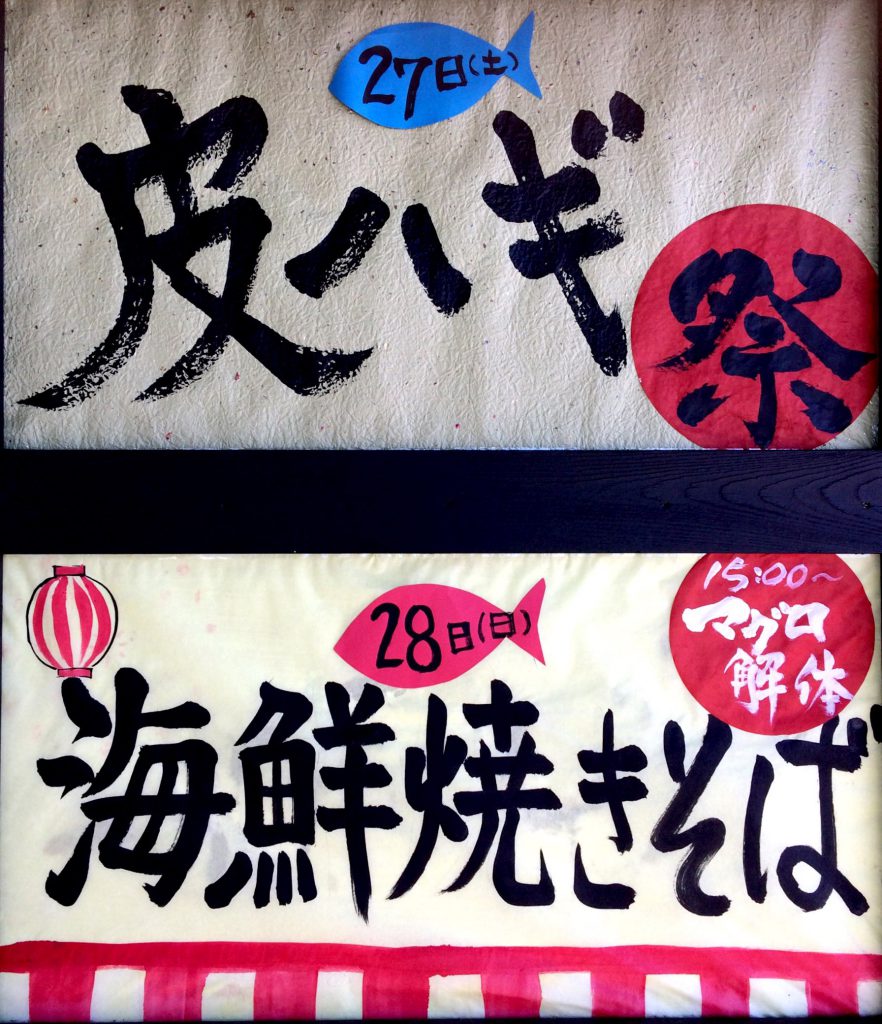 27日(土)
皮ハギ
祭
28日(日)
15:00～
マグロ
解体
海鮮焼きそば